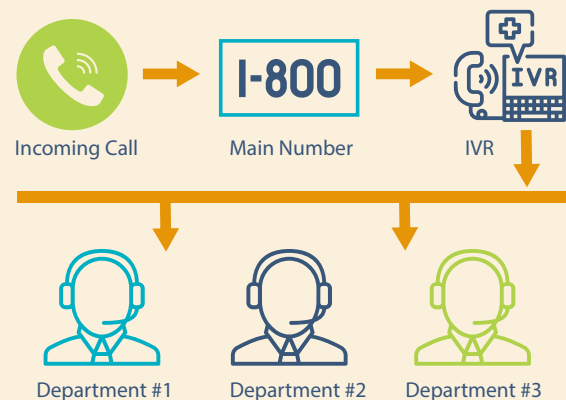 1-800
IVR
Incoming Call
Main Number
IVR
Department #1
Department #2
Department #3